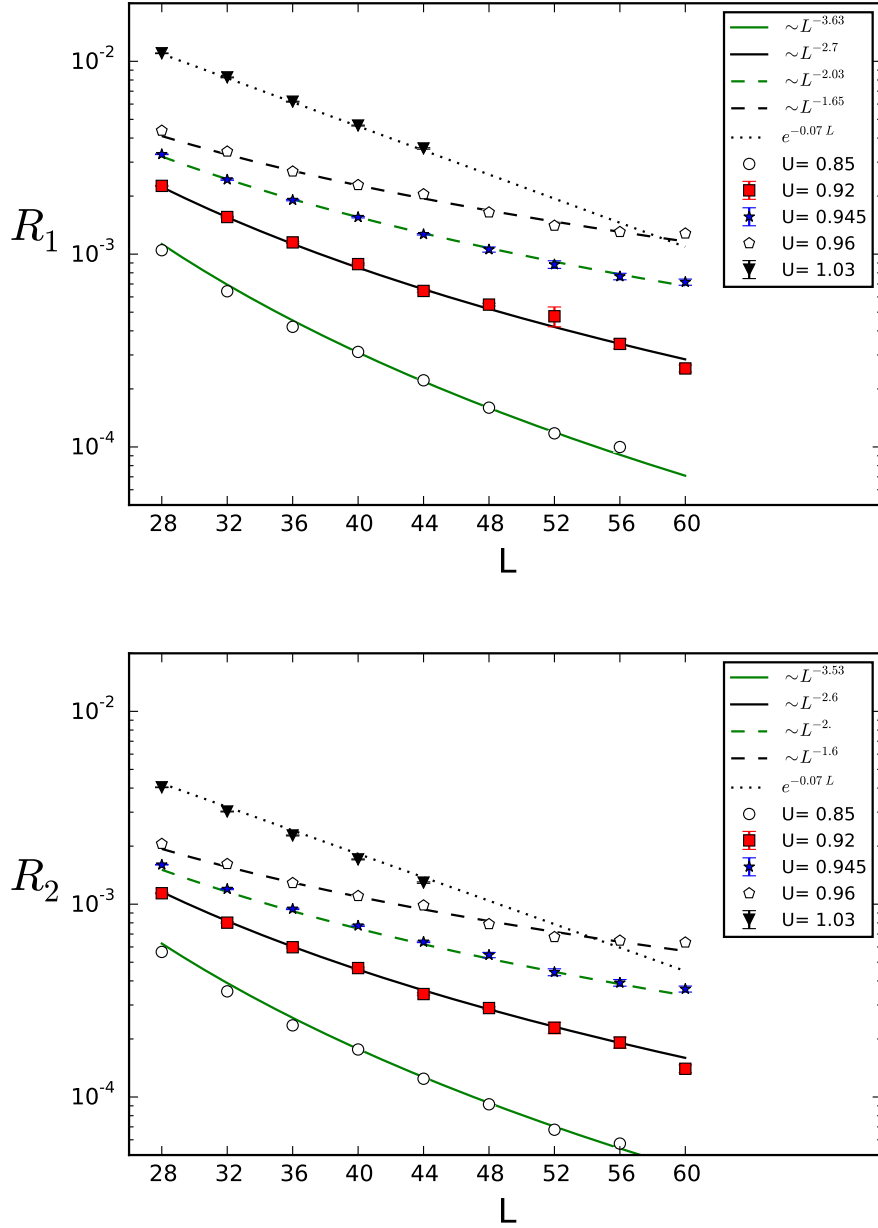 R₁
10⁻²
10⁻³
10⁻⁴
28 32 36 40 44 48 52 56 60
L
~L⁻³·⁶³
~L⁻²·⁷
~L⁻²·⁰³
~L⁻¹·⁶⁵
e⁻⁰·⁰⁷ ᴸ
U= 0.85
U= 0.92
U= 0.945
U= 0.96
U= 1.03
R₂
10⁻²
10⁻³
10⁻⁴
28 32 36 40 44 48 52 56 60
L
~L⁻³·⁵³
~L⁻²·⁶
~L⁻²·
~L⁻¹·⁶
e⁻⁰·⁰⁷ ᴸ
U= 0.85
U= 0.92
U= 0.945
U= 0.96
U= 1.03